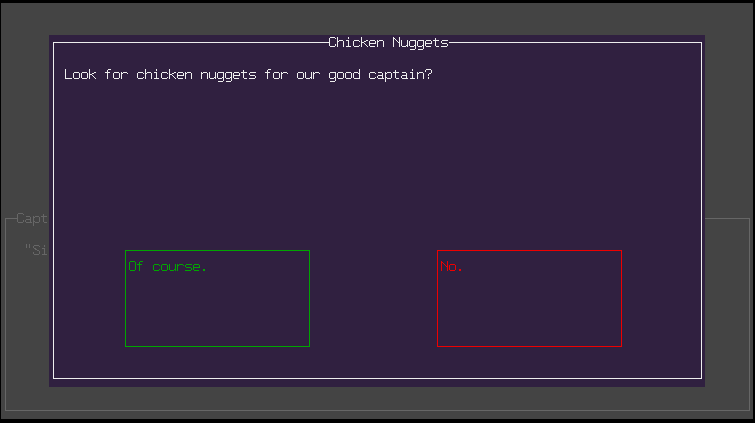 Chicken Nuggets
Look for chicken nuggets for our good captain?
Capt
"Si
Of course.
No.